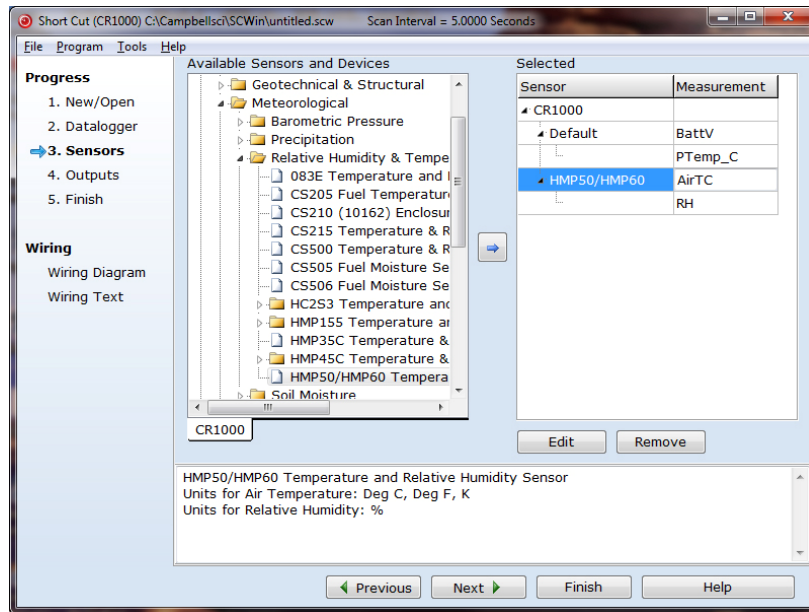 Short Cut (CR1000) C:\Campbellsci\SCWin\untitled.scw Scan Interval = 5.0000 Seconds
File Program Tools Help
Progress
1. New/Open
2. Datalogger
3. Sensors
4. Outputs
5. Finish
Wiring
Wiring Diagram
Wiring Text
Available Sensors and Devices
Geotechnical & Structural
Meteorological
Barometric Pressure
Precipitation
Relative Humidity & Tempe
083E Temperature and
CS205 Fuel Temperatur
CS210 (10162) Enclosur
CS215 Temperature & R
CS500 Temperature & R
CS505 Fuel Moisture Se
CS506 Fuel Moisture Se
HC2S3 Temperature and
HMP155 Temperature ar
HMP35C Temperature &
HMP45C Temperature &
HMP50/HMP60 Tempera
Soil Moisture
CR1000
Selected
Sensor Measurement
CR1000
Default BattV
PTemp_C
HMP50/HMP60 AirTC
RH
Edit Remove
HMP50/HMP60 Temperature and Relative Humidity Sensor
Units for Air Temperature: Deg C, Deg F, K
Units for Relative Humidity: %
Previous Next Finish Help